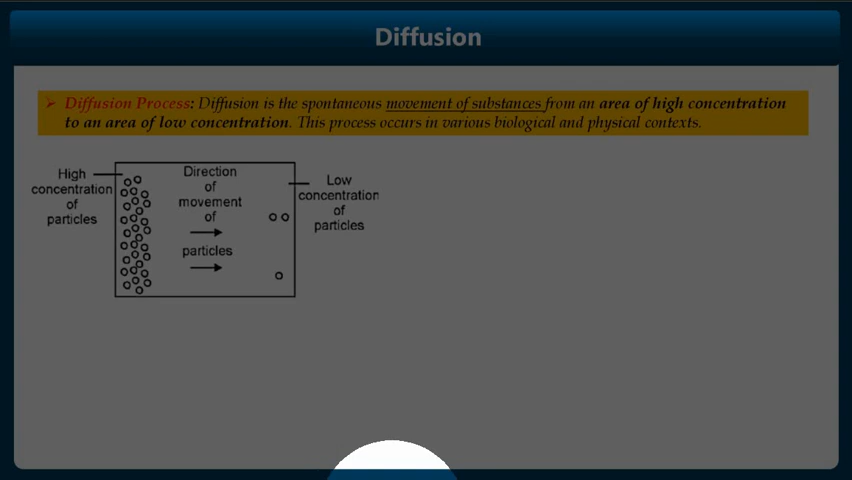 Diffusion
➢ Diffusion Process: Diffusion is the spontaneous movement of substances from an area of high concentration
to an area of low concentration. This process occurs in various biological and physical contexts.
High
concentration
of
particles
Direction
of
movement
of
particles
Low
concentration
of
particles